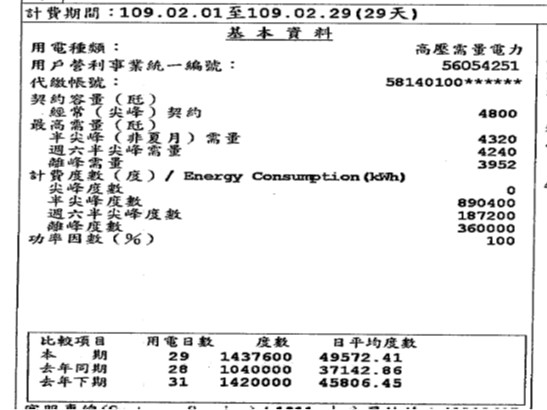 計費期間：109.02.01至109.02.29(29天)
基本資料
用電種類： 高壓需量電力
用戶營利事業統一編號： 56054251
代繳帳號： 58140100******
契約容量（瓩）
經常（尖峰）契約 4800
最高需量（瓩）
半尖峰（非夏月）需量 4320
週六半尖峰需量 4240
離峰需量 3952
計費度數（度）/ Energy Consumption(kWh)
尖峰度數 0
半尖峰度數 890400
週六半尖峰度數 187200
離峰度數 360000
功率因數（%） 100
比較項目 用電日數 度數 日平均度數
本 期 29 1437600 49572.41
去年同期 28 1040000 37142.86
去年下期 31 1420000 45806.45